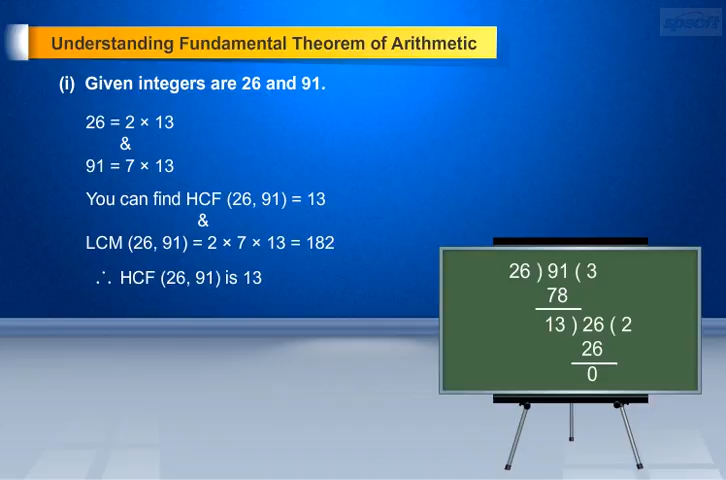 spsoft
Understanding Fundamental Theorem of Arithmetic
(i) Given integers are 26 and 91.
26 = 2 × 13
&
91 = 7 × 13
You can find HCF (26, 91) = 13
&
LCM (26, 91) = 2 × 7 × 13 = 182
∴ HCF (26, 91) is 13
26 ) 91 ( 3
78
13 ) 26 ( 2
26
0